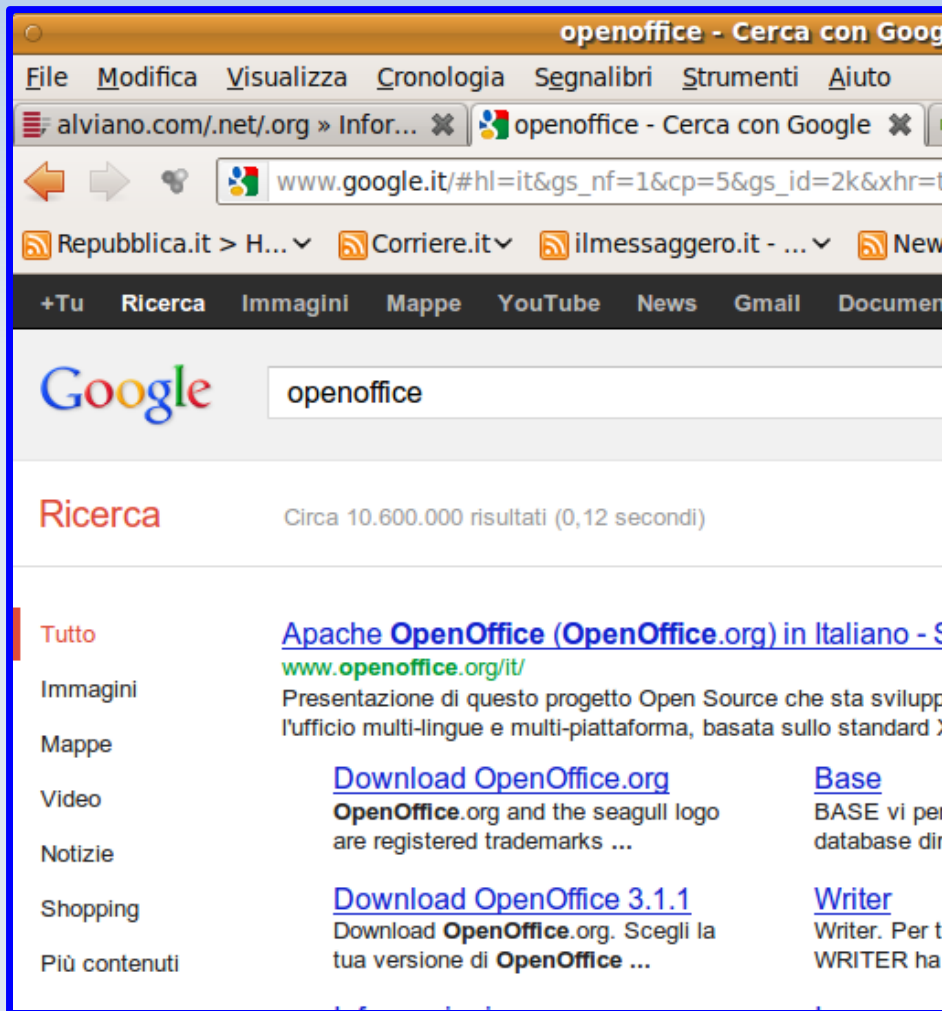 openoffice - Cerca con Goog
File Modifica Visualizza Cronologia Segnalibri Strumenti Aiuto
alviano.com/.net/.org » Infor... openoffice - Cerca con Google
www.google.it/#hl=it&gs_nf=1&cp=5&gs_id=2k&xhr=t
Repubblica.it > H... Corriere.it ilmessaggero.it - ... New
+Tu Ricerca Immagini Mappe YouTube News Gmail Documen
Google openoffice
Ricerca Circa 10.600.000 risultati (0,12 secondi)
Tutto
Immagini
Mappe
Video
Notizie
Shopping
Più contenuti
Apache OpenOffice (OpenOffice.org) in Italiano - S
www.openoffice.org/it/
Presentazione di questo progetto Open Source che sta svilupp
l'ufficio multi-lingue e multi-piattaforma, basata sullo standard X
Download OpenOffice.org
OpenOffice.org and the seagull logo
are registered trademarks ...
Base
BASE vi per
database dir
Download OpenOffice 3.1.1
Download OpenOffice.org. Scegli la
tua versione di OpenOffice ...
Writer
Writer. Per t
WRITER ha